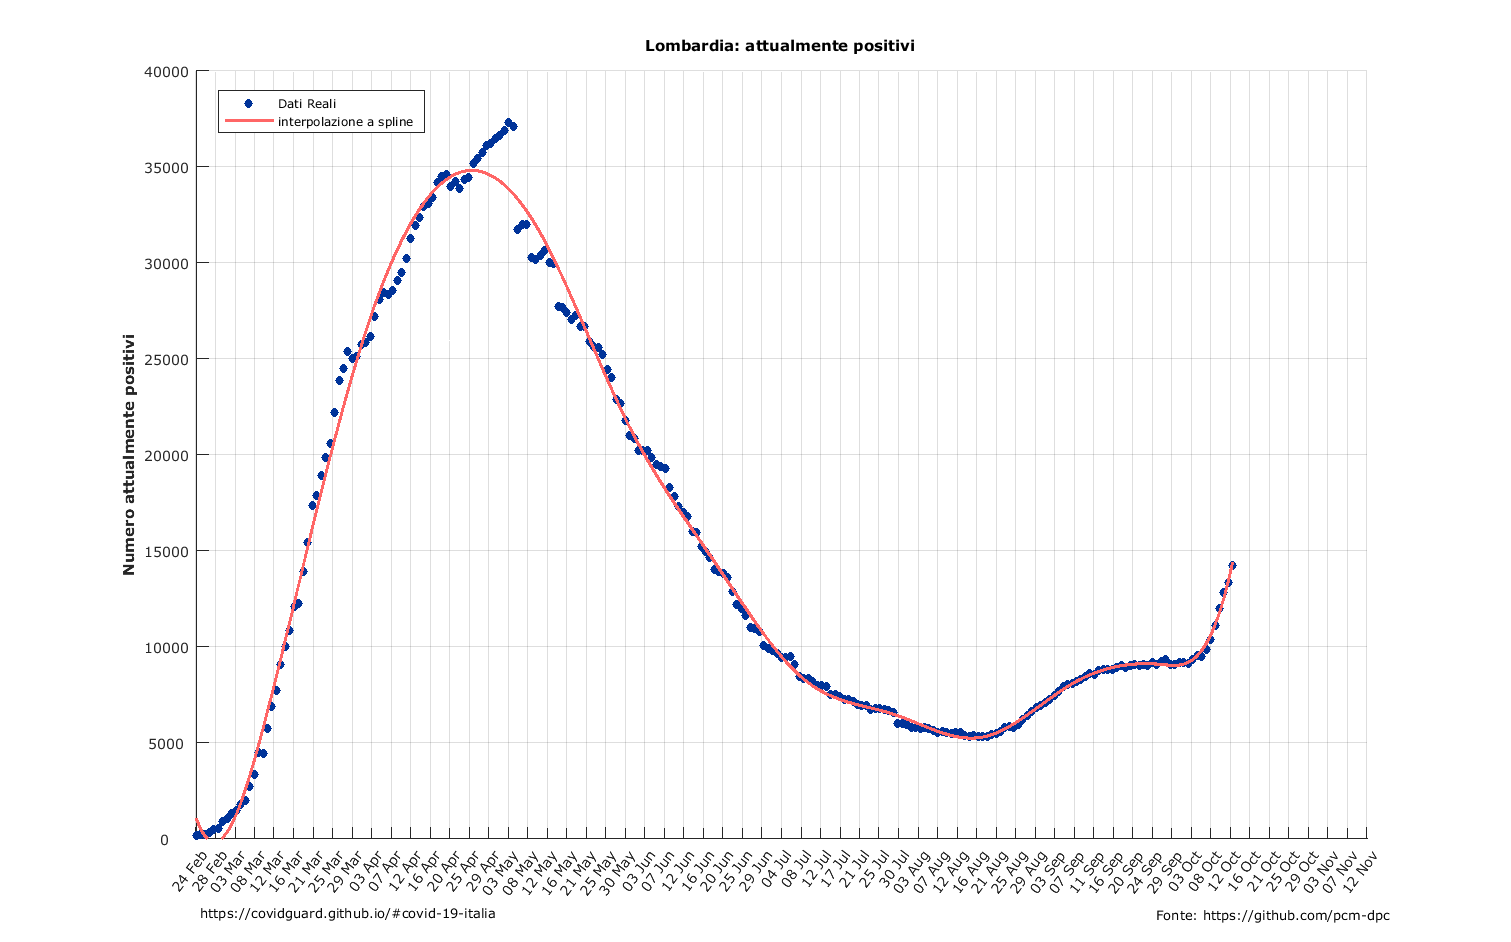 Lombardia: attualmente positivi
40000
35000
30000
25000
20000
15000
10000
5000
0
Numero attualmente positivi
Dati Reali
interpolazione a spline
24 Feb
28 Feb
03 Mar
08 Mar
12 Mar
16 Mar
21 Mar
25 Mar
29 Mar
03 Apr
07 Apr
12 Apr
16 Apr
20 Apr
25 Apr
29 Apr
03 May
08 May
12 May
16 May
21 May
25 May
30 May
03 Jun
07 Jun
12 Jun
16 Jun
20 Jun
25 Jun
29 Jun
04 Jul
08 Jul
12 Jul
17 Jul
21 Jul
25 Jul
30 Jul
03 Aug
07 Aug
12 Aug
16 Aug
21 Aug
25 Aug
29 Aug
03 Sep
07 Sep
11 Sep
16 Sep
20 Sep
24 Sep
29 Sep
03 Oct
08 Oct
12 Oct
16 Oct
21 Oct
25 Oct
29 Oct
03 Nov
07 Nov
12 Nov
https://covidguard.github.io/#covid-19-italia
Fonte: https://github.com/pcm-dpc